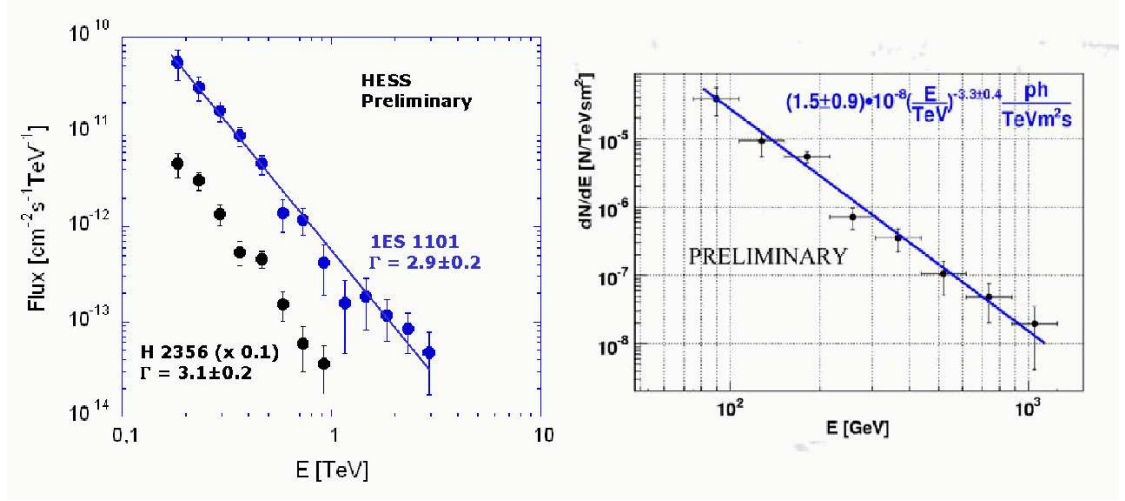 10^10
10^11
10^12
10^-13
10^14
Flux [cm^-2 s^-1 TeV^-1]
HESS
Preliminary
1ES 1101
Γ = 2.9±0.2
H 2356 (x 0.1)
Γ = 3.1±0.2
0,1
1
10
E [TeV]
dN/dE [N/TeVsm²]
10^-5
10^-6
10^-7
10^-8
(1.5±0.9)•10^-8(E/TeV)^-3.3±0.4 ph/TeVm²s
PRELIMINARY
10²
10³
E [GeV]